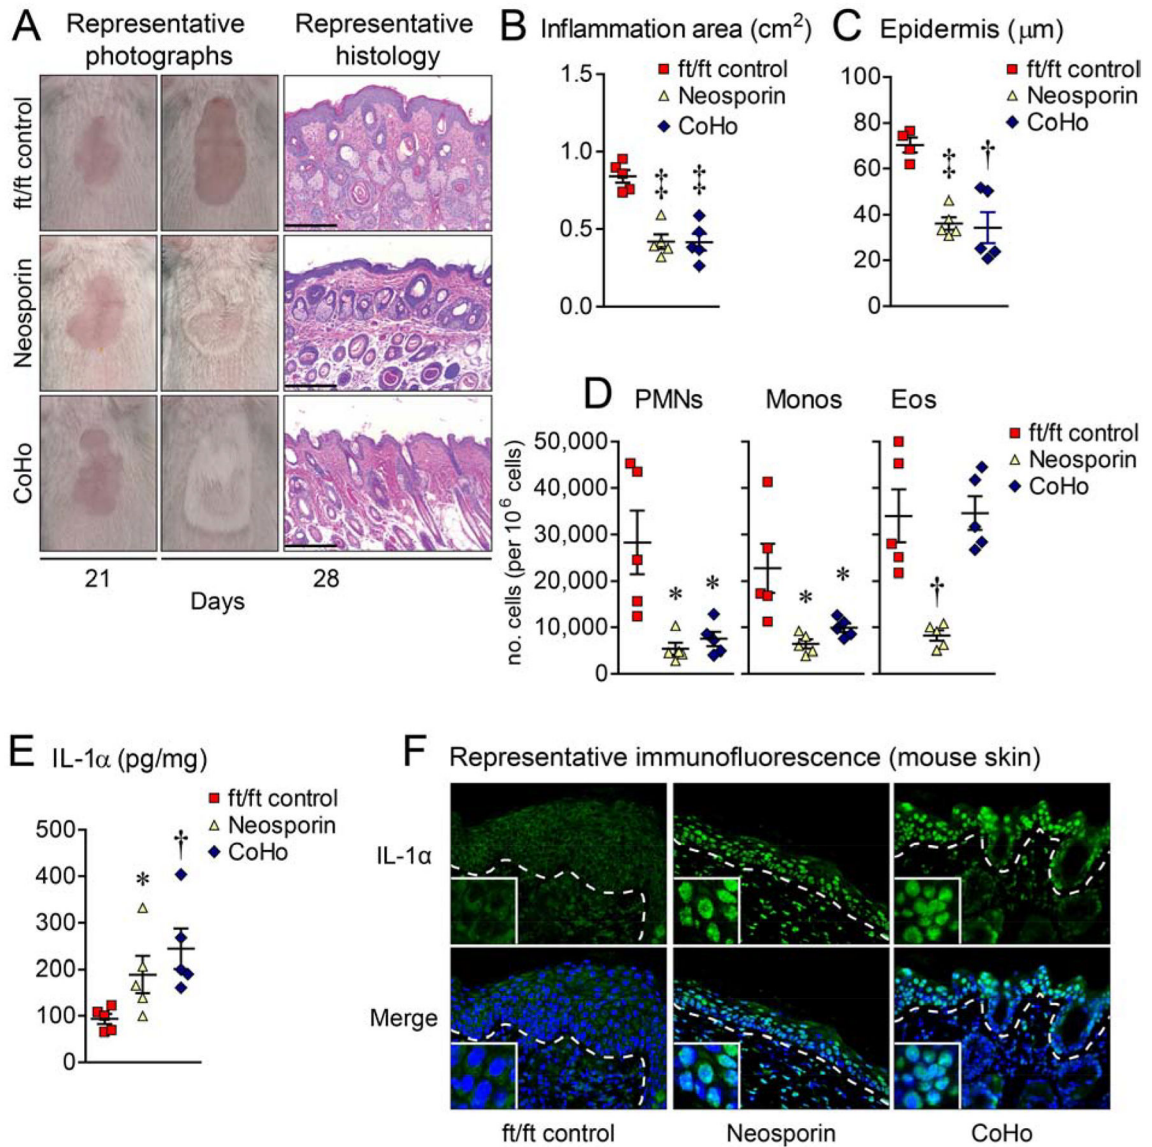 A Representative photographs
Representative histology
ft/ft control
Neosporin
CoHo
21
28
Days
B Inflammation area (cm²)
ft/ft control
Neosporin
CoHo
1.5
1.0
0.5
0.0
‡
‡
C Epidermis (μm)
ft/ft control
Neosporin
CoHo
100
80
60
40
20
0
‡
†
D PMNs Monos Eos
ft/ft control
Neosporin
CoHo
no. cells (per 10⁶ cells)
50,000
40,000
30,000
20,000
10,000
0
* *
* *
†
E IL-1α (pg/mg)
ft/ft control
Neosporin
CoHo
500
400
300
200
100
0
*
†
F Representative immunofluorescence (mouse skin)
IL-1α
Merge
ft/ft control Neosporin CoHo